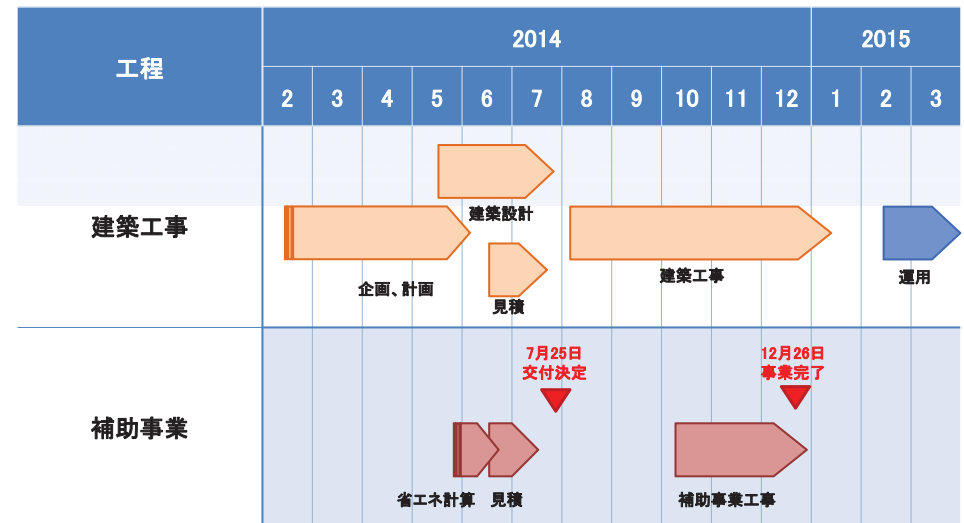 工程
2014
2015
2 3 4 5 6 7 8 9 10 11 12 1 2 3
建築工事
建築設計
企画、計画
見積
建築工事
運用
補助事業
7月25日
交付決定
12月26日
事業完了
省エネ計算
見積
補助事業工事